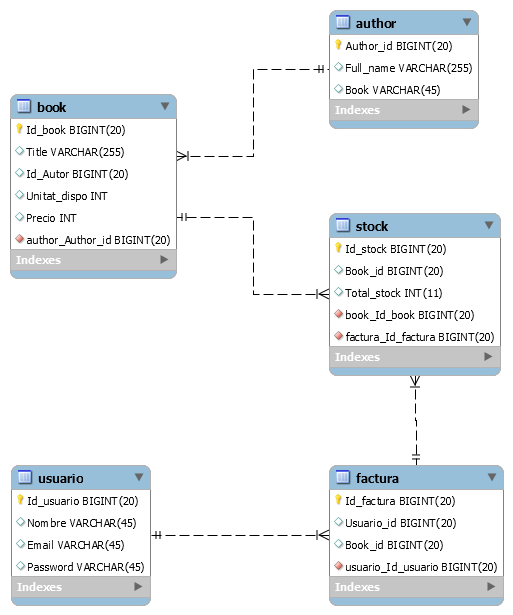 author
Author_id BIGINT(20)
Full_name VARCHAR(255)
Book VARCHAR(45)
Indexes
book
Id_book BIGINT(20)
Title VARCHAR(255)
Id_Autor BIGINT(20)
Unitat_dispo INT
Precio INT
author_Author_id BIGINT(20)
Indexes
stock
Id_stock BIGINT(20)
Book_id BIGINT(20)
Total_stock INT(11)
book_Id_book BIGINT(20)
factura_Id_factura BIGINT(20)
Indexes
usuario
Id_usuario BIGINT(20)
Nombre VARCHAR(45)
Email VARCHAR(45)
Password VARCHAR(45)
Indexes
factura
Id_factura BIGINT(20)
Usuario_id BIGINT(20)
Book_id BIGINT(20)
usuario_Id_usuario BIGINT(20)
Indexes